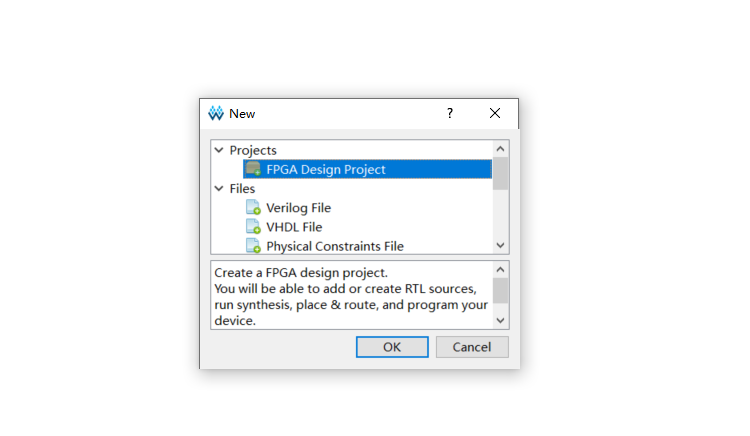 New
Projects
FPGA Design Project
Files
Verilog File
VHDL File
Physical Constraints File
Create a FPGA design project.
You will be able to add or create RTL sources,
run synthesis, place & route, and program your
device.
OK Cancel